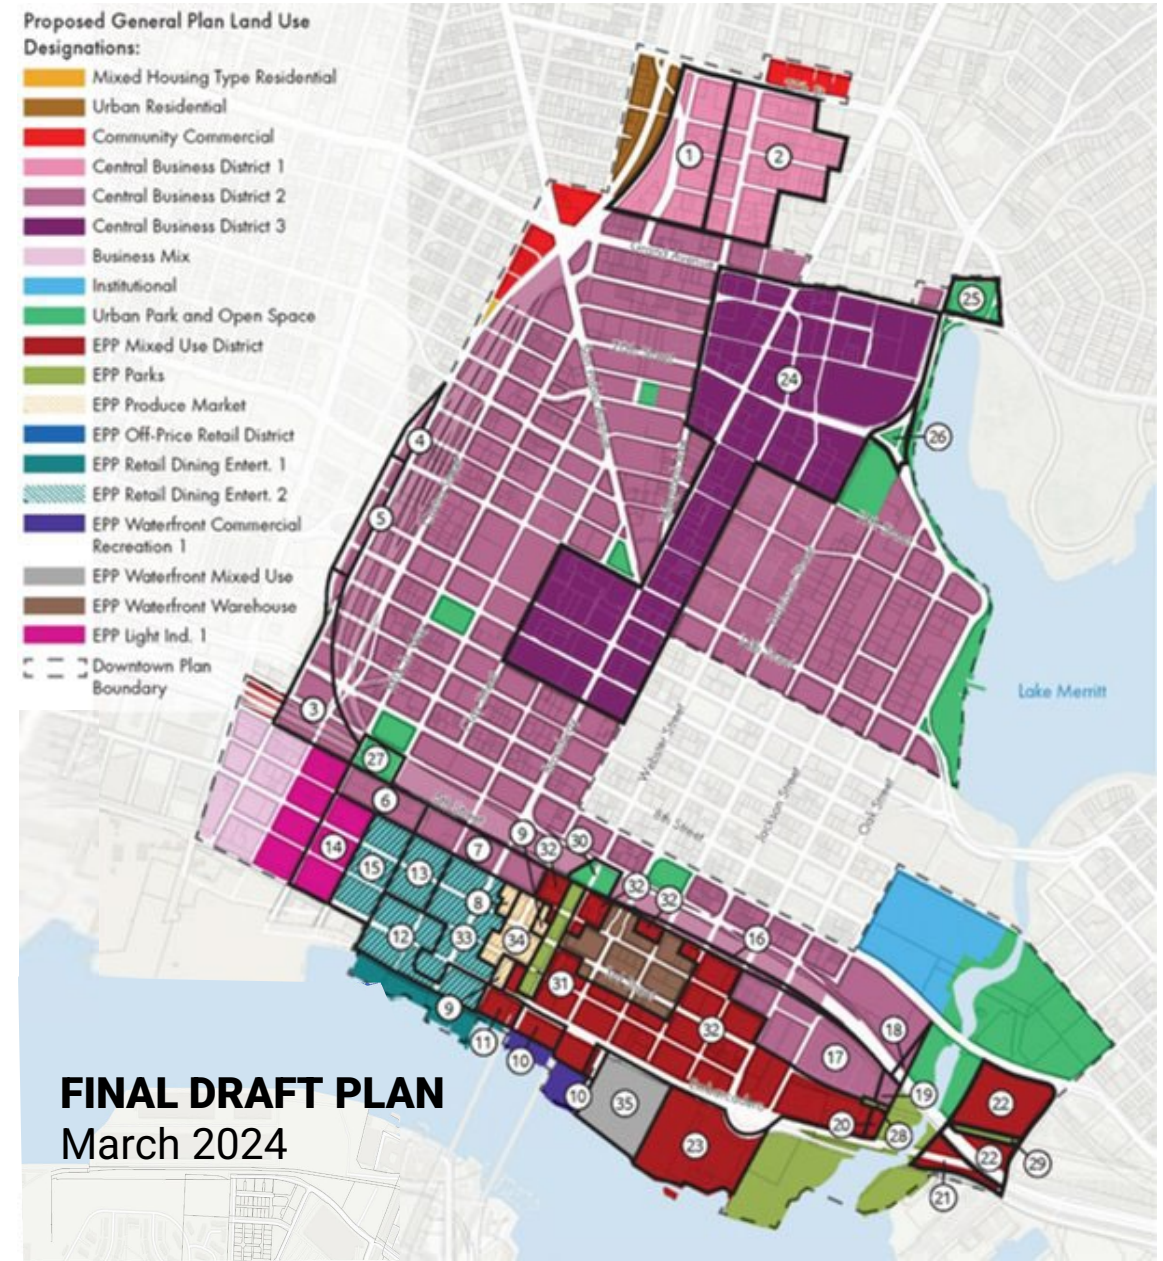 Proposed General Plan Land Use
Designations:
Mixed Housing Type Residential
Urban Residential
Community Commercial
Central Business District 1
Central Business District 2
Central Business District 3
Business Mix
Institutional
Urban Park and Open Space
EPP Mixed Use District
EPP Parks
EPP Produce Market
EPP Off-Price Retail District
EPP Retail Dining Entert. 1
EPP Retail Dining Entert. 2
EPP Waterfront Commercial
Recreation 1
EPP Waterfront Mixed Use
EPP Waterfront Warehouse
EPP Light Ind. 1
Downtown Plan
Boundary
1
2
Grand Avenue
25
24
4
26
5
Lake Merritt
3
Webster Street
27
6
Jackson Street
Oak Street
8th Street
9
32
30
7
14
15
13
32
32
8
16
12
33
34
31
32
18
9
11
10
17
10
35
19
22
20
28
23
22
29
21
FINAL DRAFT PLAN
March 2024